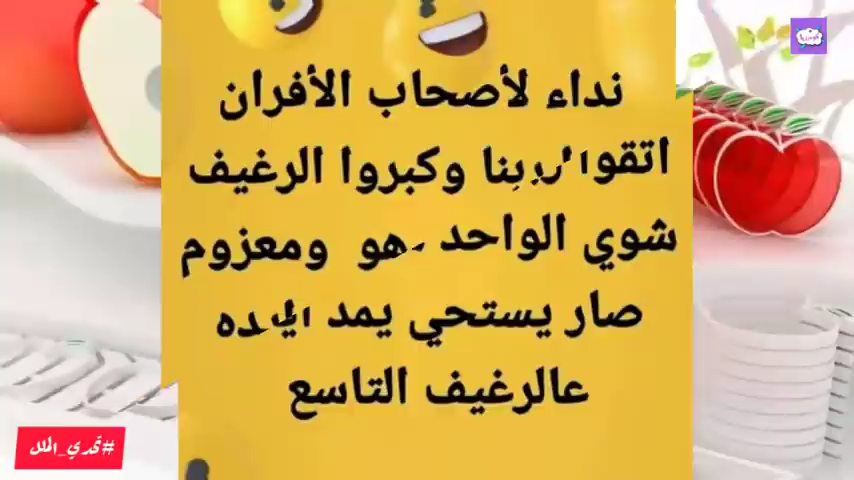 نداء لأصحاب الأفران
اتقوا ربنا وكبروا الرغيف
شوي الواحد هو ومعزوم
صار يستحي يمد ايده
عالرغيف التاسع
#تحدي_الملل